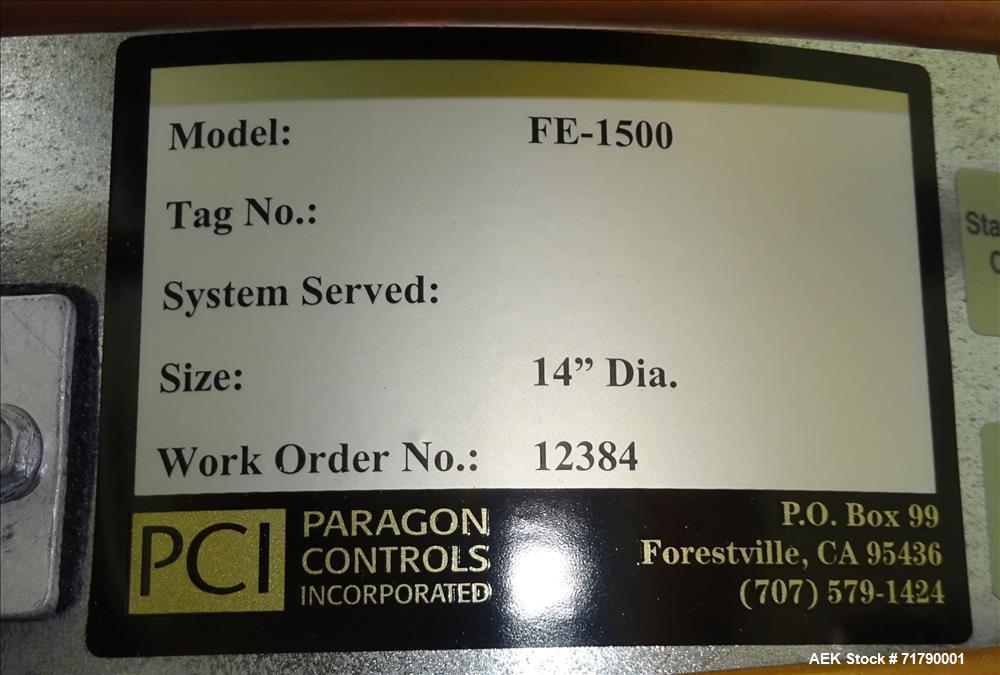 Model: FE-1500
Tag No.:
System Served:
Size: 14” Dia.
Work Order No.: 12384
PCI PARAGON
CONTROLS
INCORPORATED
P.O. Box 99
Forestville, CA 95436
(707) 579-1424
AEK Stock # 71790001